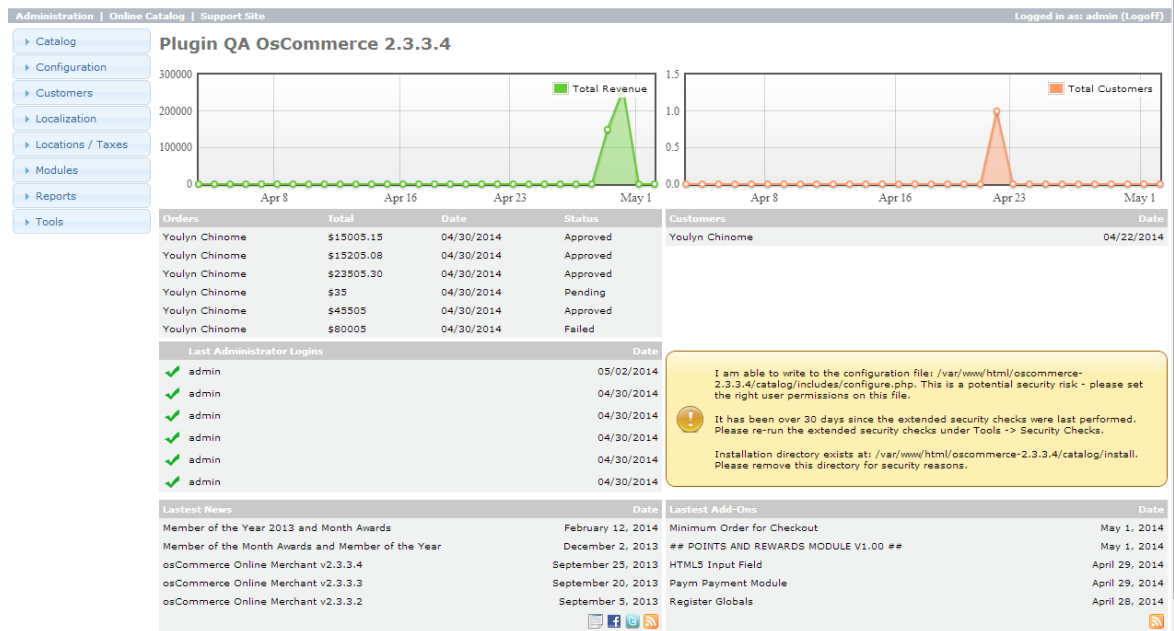 Administration | Online Catalog | Support Site
Logged in as: admin (Logoff)
Catalog
Configuration
Customers
Localization
Locations / Taxes
Modules
Reports
Tools
Plugin QA OsCommerce 2.3.3.4
300000
200000
100000
0
Total Revenue
Apr 8 Apr 16 Apr 23 May 1
1.5
1.0
0.5
0.0
Total Customers
Apr 8 Apr 16 Apr 23 May 1
Orders Total Date Status
Youlyn Chinome $15005.15 04/30/2014 Approved
Youlyn Chinome $15205.08 04/30/2014 Approved
Youlyn Chinome $23505.30 04/30/2014 Approved
Youlyn Chinome $35 04/30/2014 Pending
Youlyn Chinome $45505 04/30/2014 Approved
Youlyn Chinome $80005 04/30/2014 Failed
Customers Date
Youlyn Chinome 04/22/2014
Last Administrator Logins Date
admin 05/02/2014
admin 04/30/2014
admin 04/30/2014
admin 04/30/2014
admin 04/30/2014
admin 04/30/2014
I am able to write to the configuration file: /var/www/html/oscommerce-
2.3.3.4/catalog/includes/configure.php. This is a potential security risk - please set
the right user permissions on this file.
It has been over 30 days since the extended security checks were last performed.
Please re-run the extended security checks under Tools -> Security Checks.
Installation directory exists at: /var/www/html/oscommerce-2.3.3.4/catalog/install.
Please remove this directory for security reasons.
Lastest News Date
Member of the Year 2013 and Month Awards February 12, 2014
Member of the Month Awards and Member of the Year December 2, 2013
osCommerce Online Merchant v2.3.3.4 September 25, 2013
osCommerce Online Merchant v2.3.3.3 September 20, 2013
osCommerce Online Merchant v2.3.3.2 September 5, 2013
Lastest Add-Ons Date
Minimum Order for Checkout May 1, 2014
## POINTS AND REWARDS MODULE V1.00 ## May 1, 2014
HTML5 Input Field April 29, 2014
Paym Payment Module April 29, 2014
Register Globals April 28, 2014